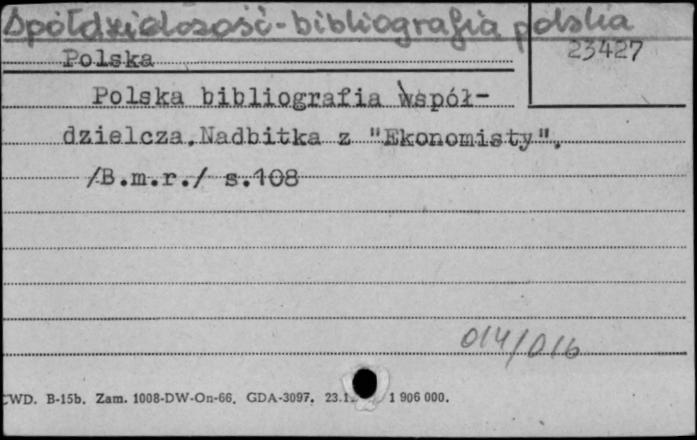 Spółdzielczość - bibliografia polska
23427
Polska
Polska bibliografia współ-
dzielcza. Nadbitka z "Ekonomisty".
/B.m.r./ s.108
014/016
CWD. B-15b. Zam. 1008-DW-On-66. GDA-3097. 1 906 000.